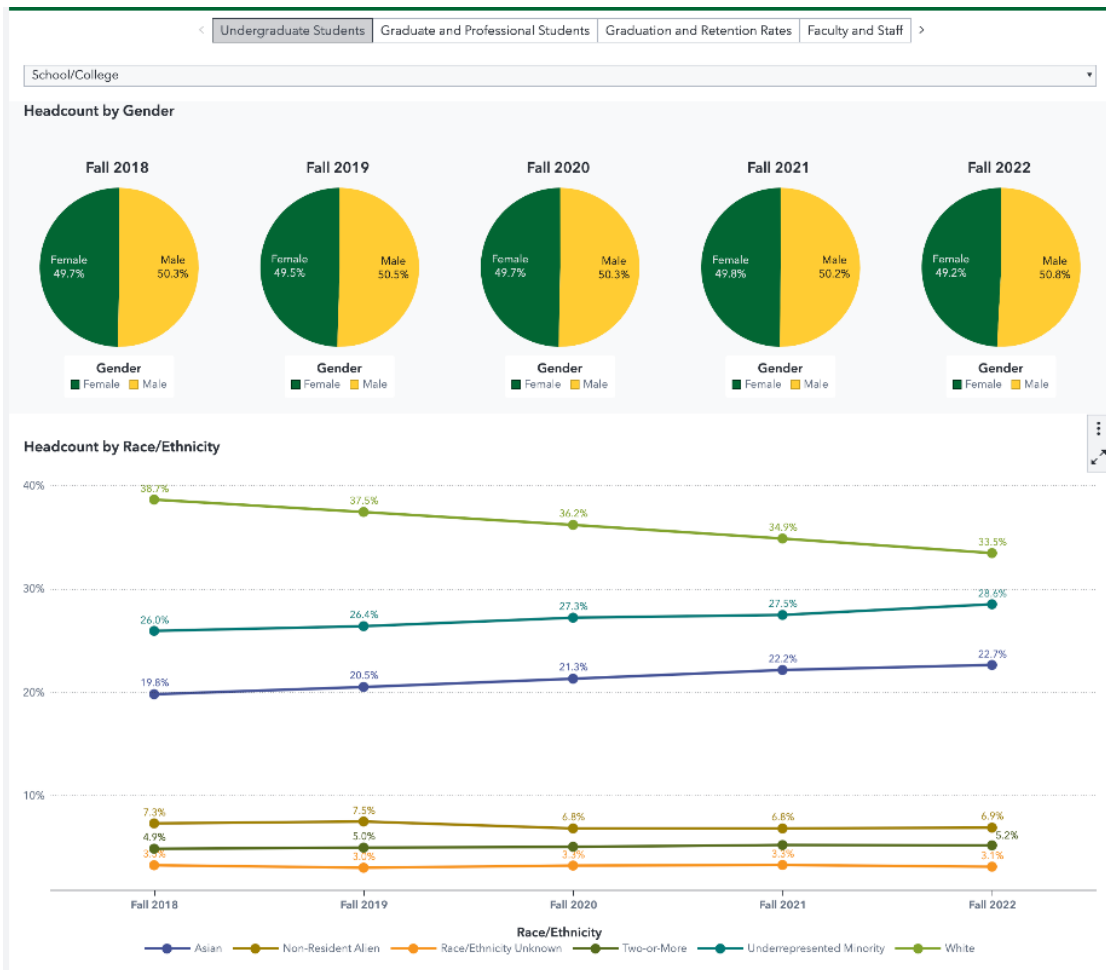 Undergraduate Students Graduate and Professional Students Graduation and Retention Rates Faculty and Staff
School/College
Headcount by Gender
Fall 2018 Fall 2019 Fall 2020 Fall 2021 Fall 2022
Female Male Female Male Female Male Female Male Female Male
49.7% 50.3% 49.5% 50.5% 49.7% 50.3% 49.8% 50.2% 49.2% 50.8%
Gender Gender Gender Gender Gender
Female Male Female Male Female Male Female Male Female Male
Headcount by Race/Ethnicity
40%
38.7% 37.5% 36.2% 34.9% 33.5%
30%
26.0% 26.4% 27.3% 27.5% 28.6%
19.8% 20.5% 21.3% 22.2% 22.7%
20%
10%
7.3% 7.5% 6.8% 6.8% 6.9%
4.9% 5.0% 5.2%
3.0% 3.3% 3.3% 3.1%
Fall 2018 Fall 2019 Fall 2020 Fall 2021 Fall 2022
Race/Ethnicity
Asian Non-Resident Alien Race/Ethnicity Unknown Two-or-More Underrepresented Minority White